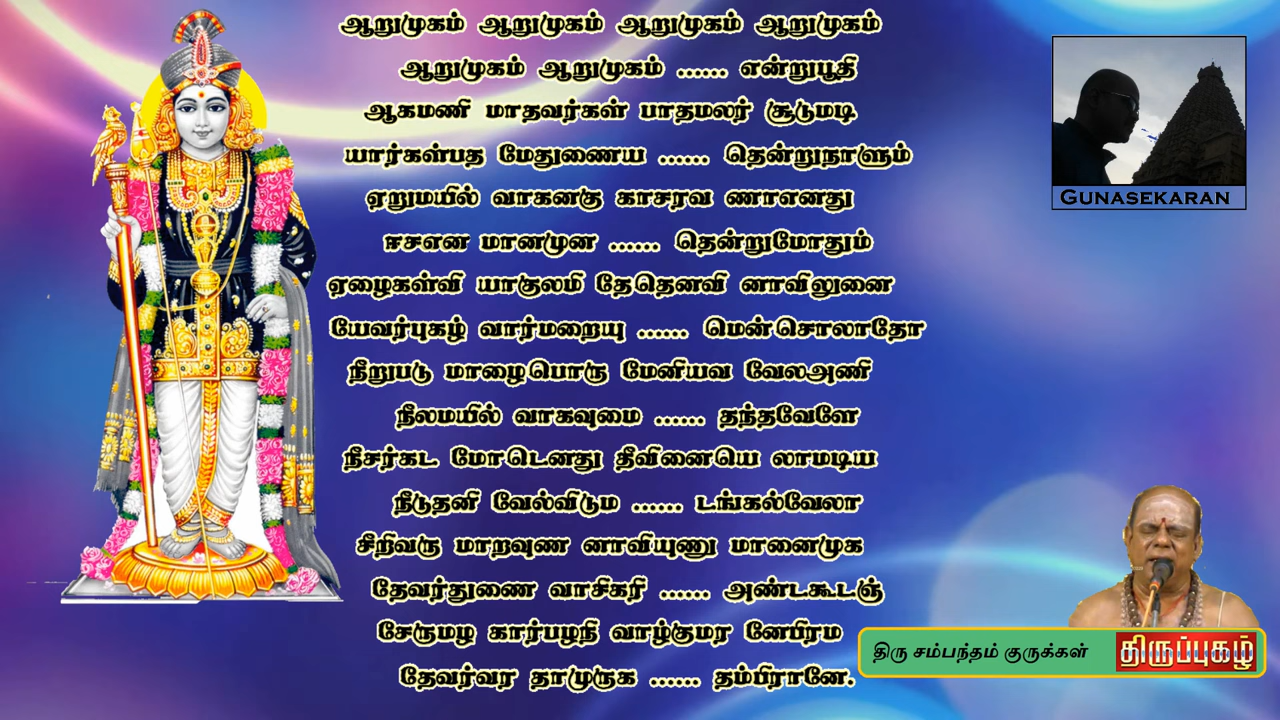 ஆறுமுகம் ஆறுமுகம் ஆறுமுகம் ஆறுமுகம்
ஆறுமுகம் ஆறுமுகம் ...... என்றுபூதி
ஆகமணி மாதவர்கள் பாதமலர் சூடுமடி
யார்கள்பத மேதுணைய ...... தென்றுநாளும்
ஏறுமயில் வாகனகு காசரவ ணாஎனது
ஈசஎன மானமுன ...... தென்றுமோதும்
ஏழைகள்வி யாகுலமி தேதெனவி னாவிலுனை
யேவர்புகழ் வார்மறையு ...... மென்சொலாதோ
நீறுபடு மாழைபொரு மேனியவ வேலஅணி
நீலமயில் வாகவுமை ...... தந்தவேளே
நீசர்கட மோடெனது தீவினையெ லாமடிய
நீடுதனி வேல்விடும ...... டங்கல்வேலா
சீறிவரு மாறவுண னாவியுணு மானைமுக
தேவர்துணை வாசிகரி ...... அண்டகூடஞ்
சேருமழ கார்பழநி வாழ்குமர னேபிரம
தேவர்வர தாமுருக ...... தம்பிரானே.
GUNASEKARAN
திரு சம்பந்தம் குருக்கள்
திருப்புகழ்